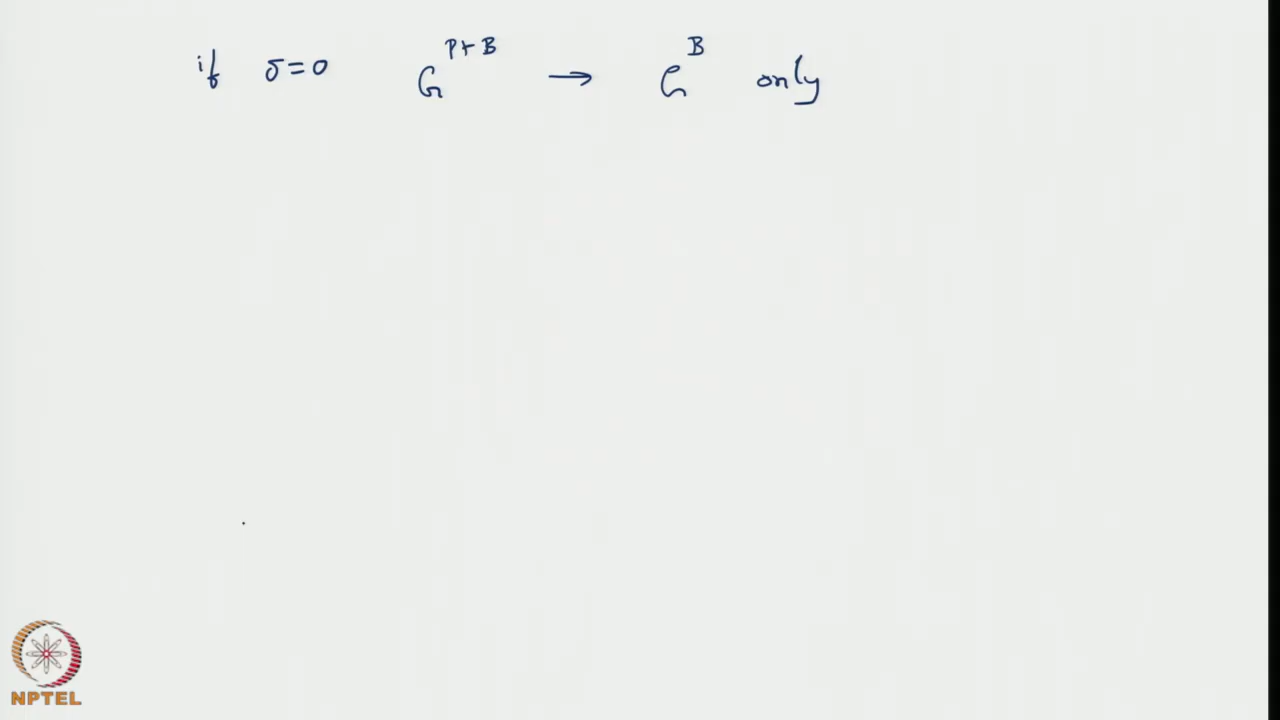 if δ=0 G^{P+B} → G^{B} only
NPTEL